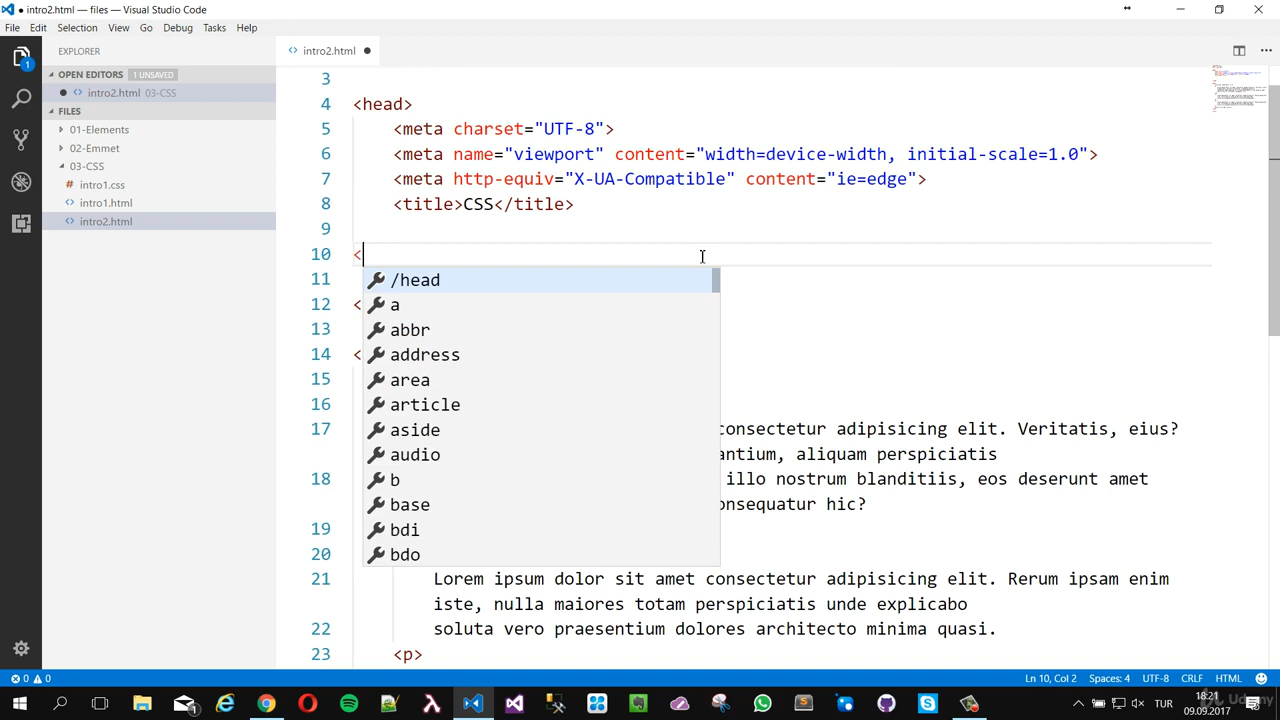 intro2.html — files — Visual Studio Code
File Edit Selection View Go Debug Tasks Help
EXPLORER
OPEN EDITORS 1 UNSAVED
intro2.html 03-CSS
FILES
01-Elements
02-Emmet
03-CSS
# intro1.css
<> intro1.html
<> intro2.html
1
<> intro2.html
3
4 <head>
5 <meta charset="UTF-8">
6 <meta name="viewport" content="width=device-width, initial-scale=1.0">
7 <meta http-equiv="X-UA-Compatible" content="ie=edge">
8 <title>CSS</title>
9
10 <
11
12 <
13
14 <
15
16
17 consectetur adipisicing elit. Veritatis, eius?
antium, aliquam perspiciatis
18 illo nostrum blanditiis, eos deserunt amet
onsequatur hic?
19
20
21 Lorem ipsum dolor sit amet consectetur adipisicing elit. Rerum ipsam enim
iste, nulla maiores totam perspiciatis unde explicabo
22 soluta vero praesentium dolores architecto minima quasi.
23 <p>
/head
a
abbr
address
area
article
aside
audio
b
base
bdi
bdo
0 0 Ln 10, Col 2 Spaces: 4 UTF-8 CRLF HTML
TUR 18:21
09.09.2017
Udemy